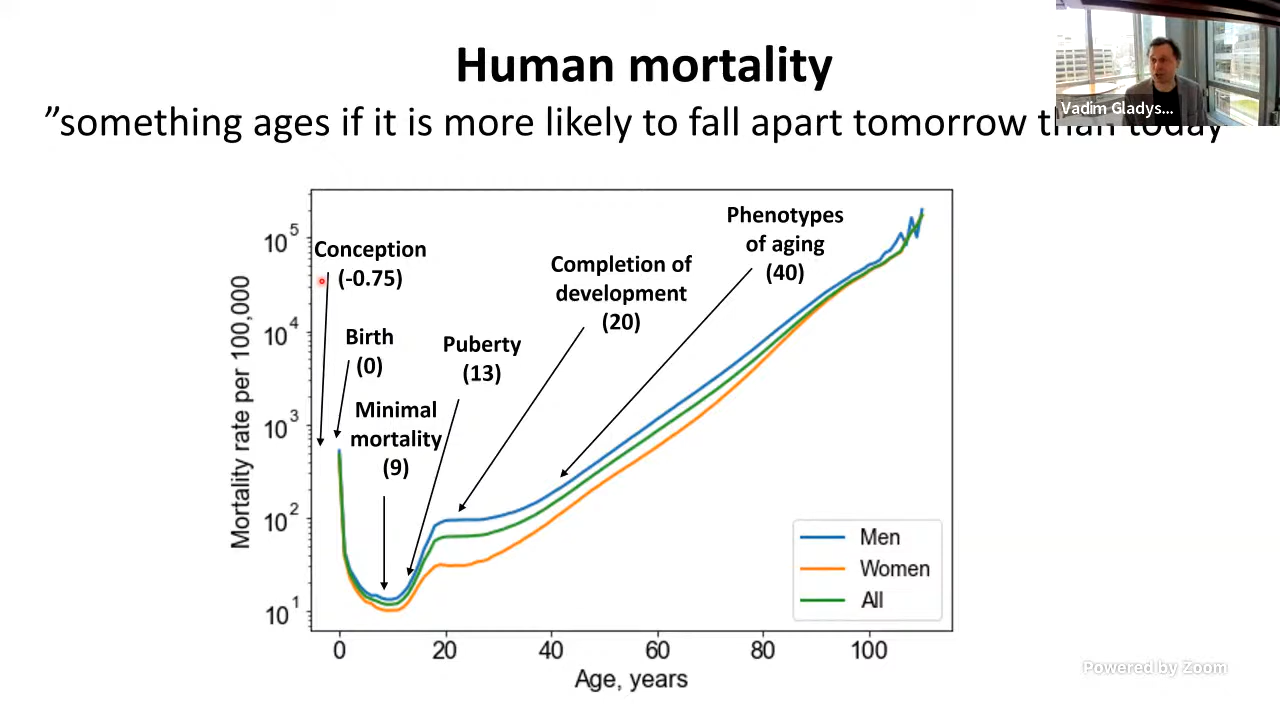 Human mortality
”something ages if it is more likely to fall apart tomorrow than today
Vadim Gladys...
Conception
(-0.75)
Birth
(0)
Minimal
mortality
(9)
Puberty
(13)
Completion of
development
(20)
Phenotypes
of aging
(40)
Mortality rate per 100,000
10^5
10^4
10^3
10^2
10^1
0
20
40
60
80
100
Age, years
Men
Women
All
Powered by Zoom